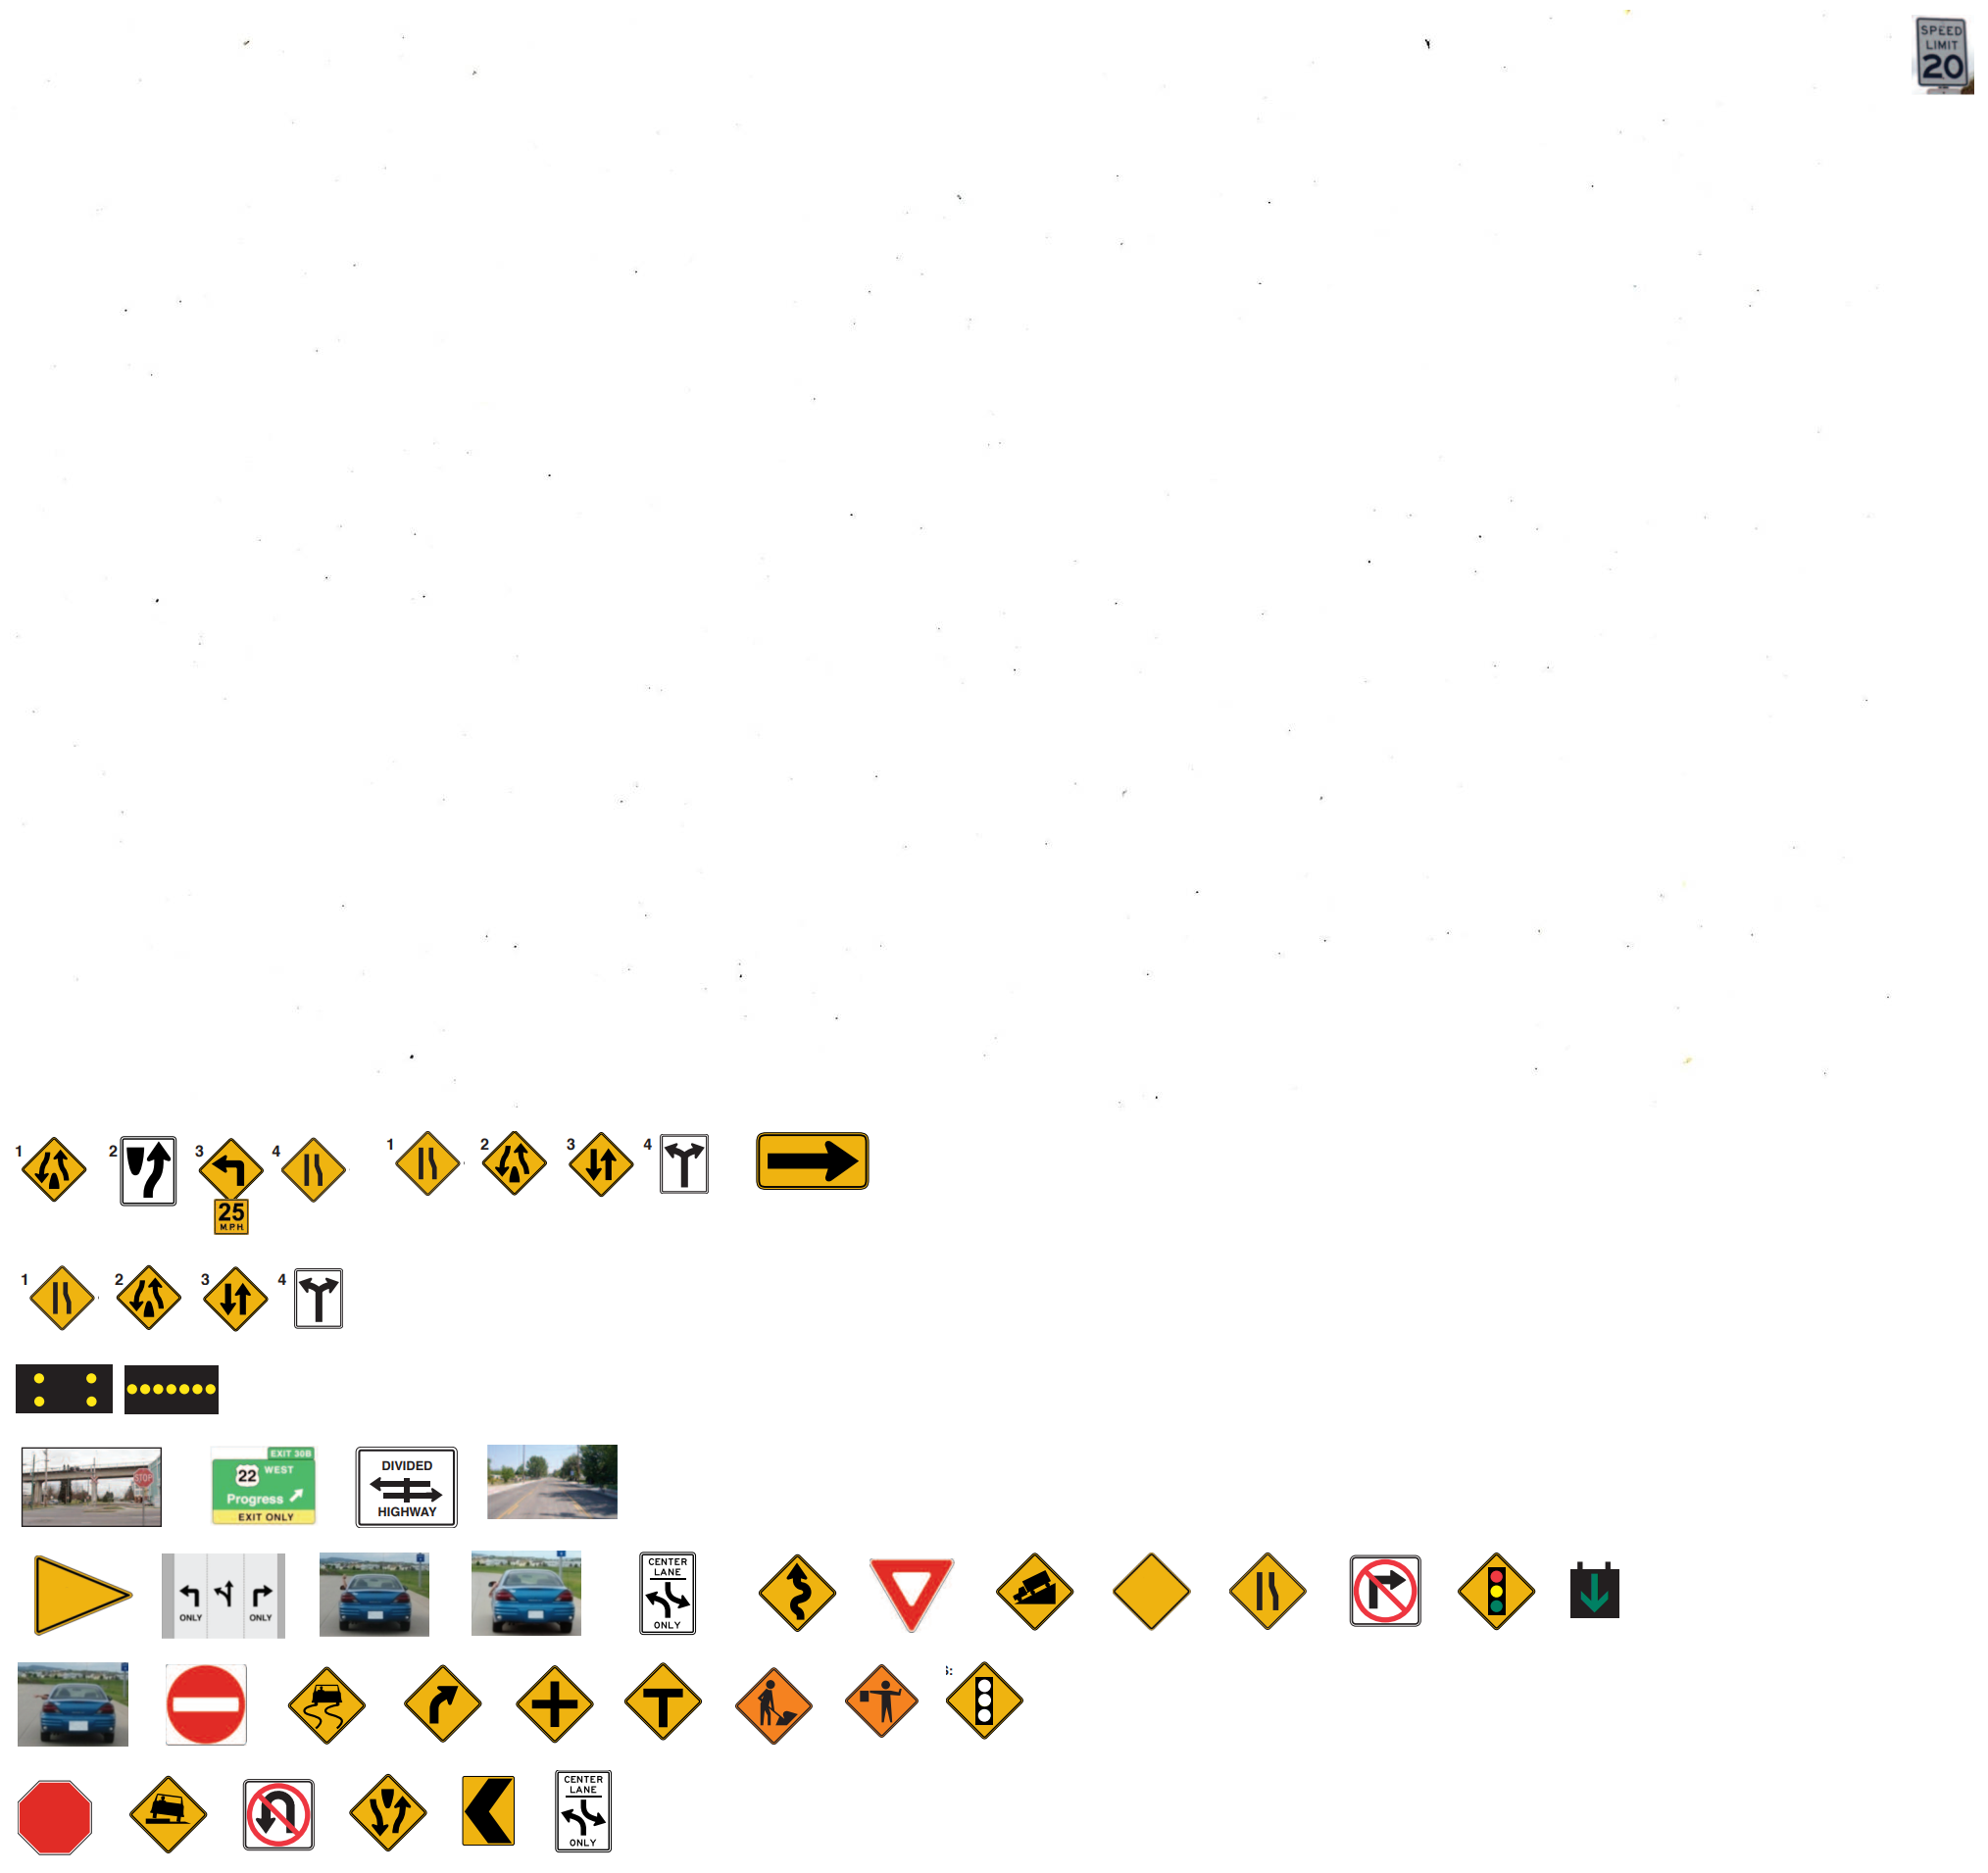 SPEED
LIMIT
20
1 2 3 4 1 2 3 4
25
M.P.H.
1 2 3 4
STOP
EXIT 30B
22 WEST
Progress
EXIT ONLY
DIVIDED
HIGHWAY
ONLY ONLY
CENTER
LANE
ONLY
CENTER
LANE
ONLY